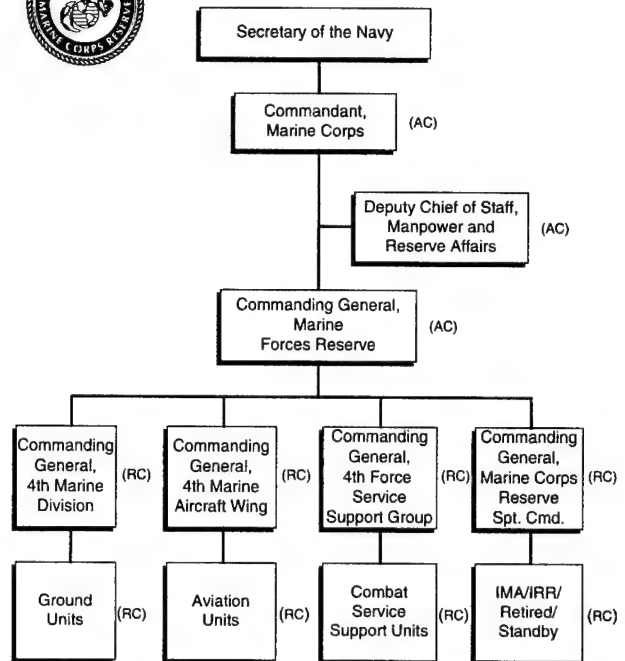 MARINE CORPS RESERVE
Secretary of the Navy
Commandant,
Marine Corps
(AC)
Deputy Chief of Staff,
Manpower and
Reserve Affairs
(AC)
Commanding General,
Marine
Forces Reserve
(AC)
Commanding
General,
4th Marine
Division
(RC)
Commanding
General,
4th Marine
Aircraft Wing
(RC)
Commanding
General,
4th Force
Service
Support Group
(RC)
Commanding
General,
Marine Corps
Reserve
Spt. Cmd.
(RC)
Ground
Units
(RC)
Aviation
Units
(RC)
Combat
Service
Support Units
(RC)
IMA/IRR/
Retired/
Standby
(RC)